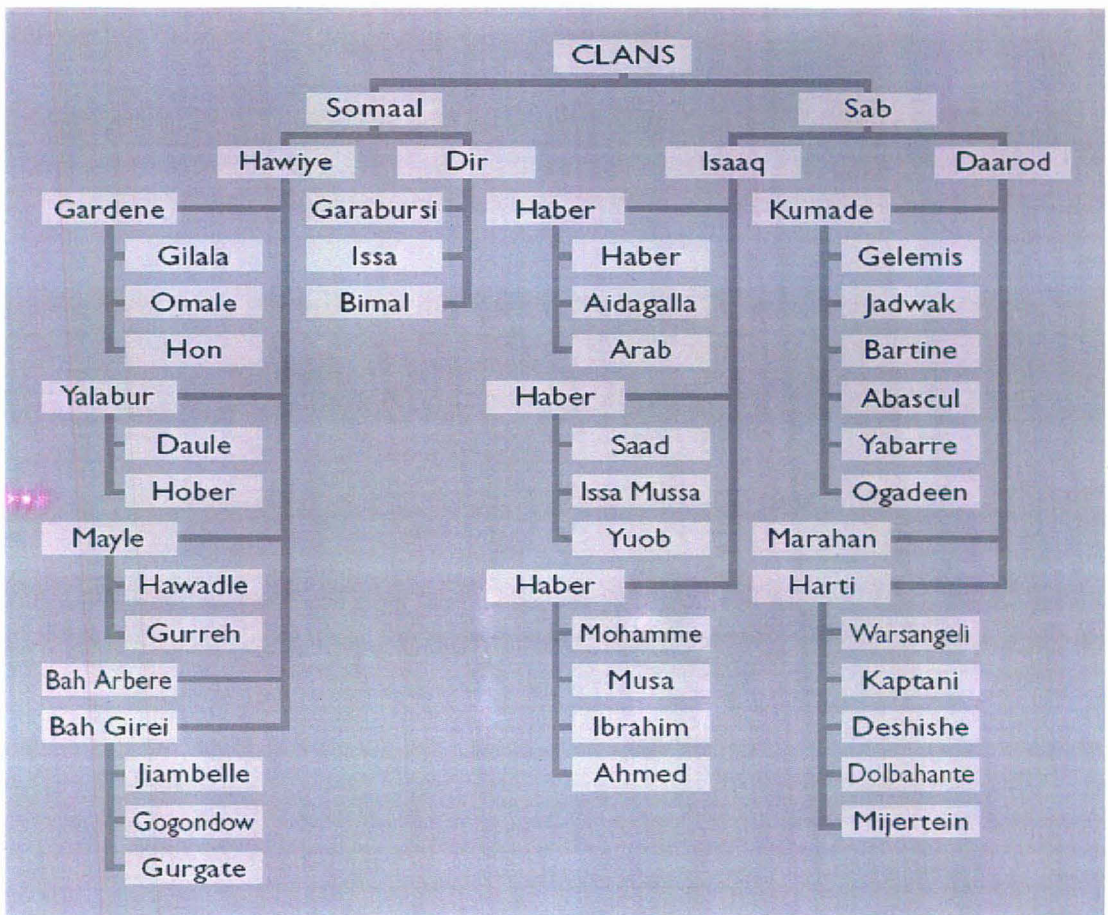 CLANS
Somaal
Sab
Hawiye
Dir
Isaaq
Daarod
Gardene
Gilala
Omale
Hon
Yalabur
Daule
Hober
Mayle
Hawadle
Gurreh
Bah Arbere
Bah Girei
Jiambelle
Gogondow
Gurgate
Garabursi
Issa
Bimal
Haber
Haber
Aidagalla
Arab
Haber
Saad
Issa Mussa
Yuob
Haber
Mohamme
Musa
Ibrahim
Ahmed
Kumade
Gelemis
Jadwak
Bartine
Abascul
Yabarre
Ogadeen
Marahan
Harti
Warsangeli
Kaptani
Deshishe
Dolbahante
Mijertein